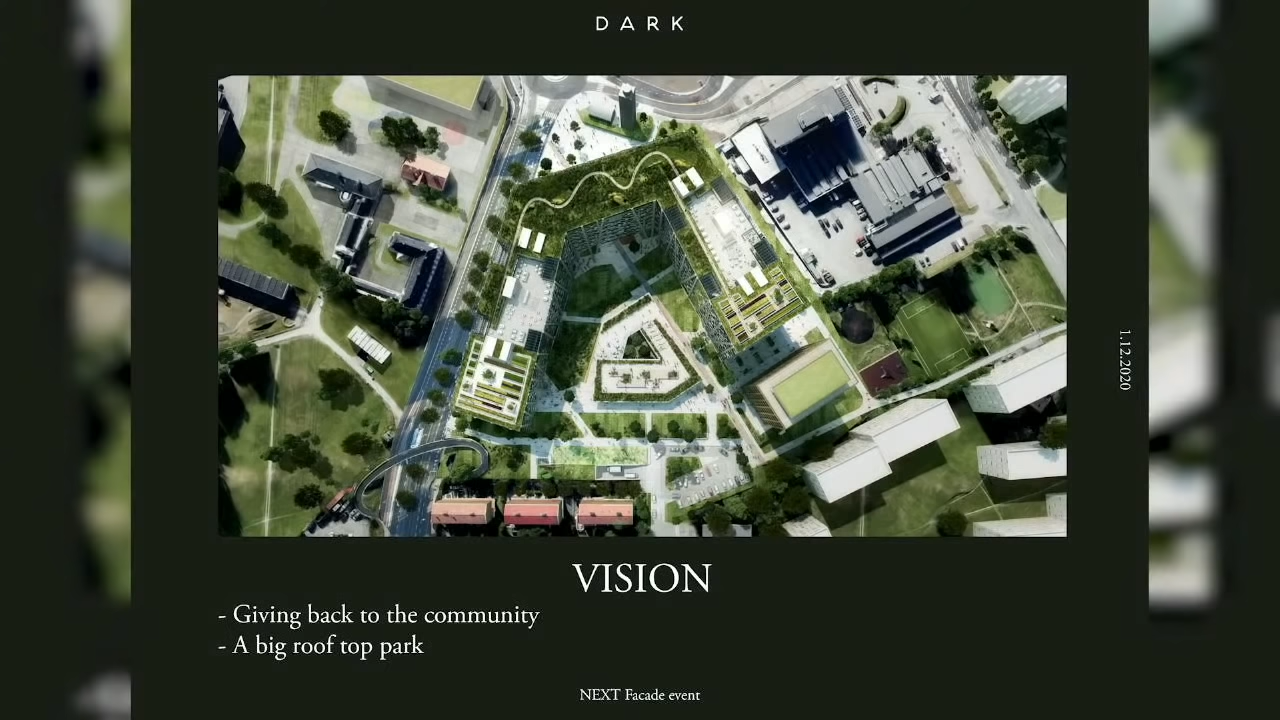 DARK
1.12.2020
VISION
- Giving back to the community
- A big roof top park
NEXT Facade event